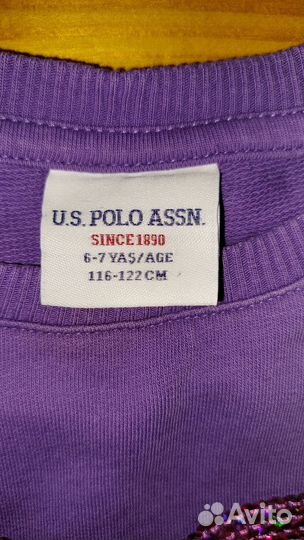 U.S. POLO ASSN.
SINCE 1890
6-7 YAŞ/AGE
116-122 CM
Avito